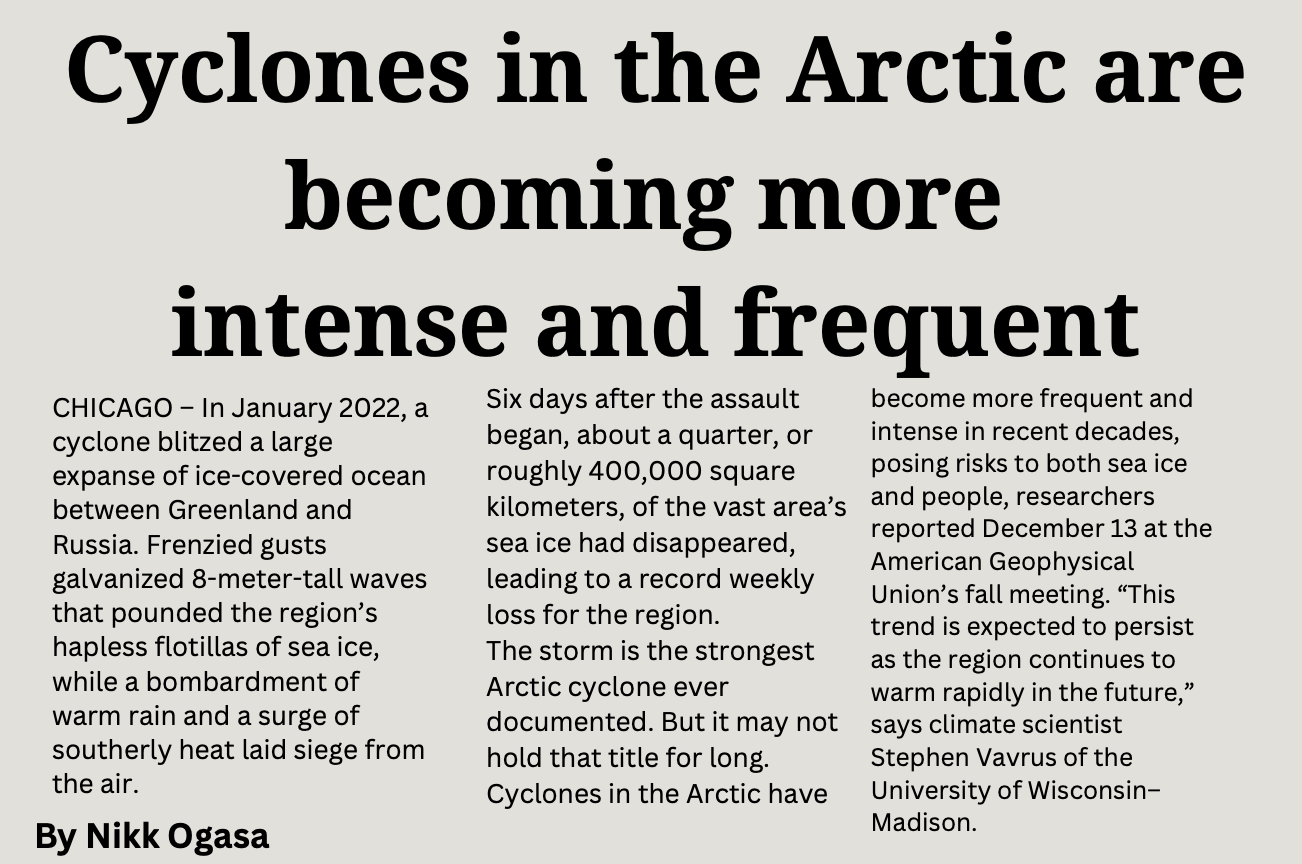 Cyclones in the Arctic are
becoming more
intense and frequent
CHICAGO – In January 2022, a
cyclone blitzed a large
expanse of ice-covered ocean
between Greenland and
Russia. Frenzied gusts
galvanized 8-meter-tall waves
that pounded the region’s
hapless flotillas of sea ice,
while a bombardment of
warm rain and a surge of
southerly heat laid siege from
the air.
Six days after the assault
began, about a quarter, or
roughly 400,000 square
kilometers, of the vast area’s
sea ice had disappeared,
leading to a record weekly
loss for the region.
The storm is the strongest
Arctic cyclone ever
documented. But it may not
hold that title for long.
Cyclones in the Arctic have
become more frequent and
intense in recent decades,
posing risks to both sea ice
and people, researchers
reported December 13 at the
American Geophysical
Union’s fall meeting. “This
trend is expected to persist
as the region continues to
warm rapidly in the future,”
says climate scientist
Stephen Vavrus of the
University of Wisconsin–
Madison.
By Nikk Ogasa